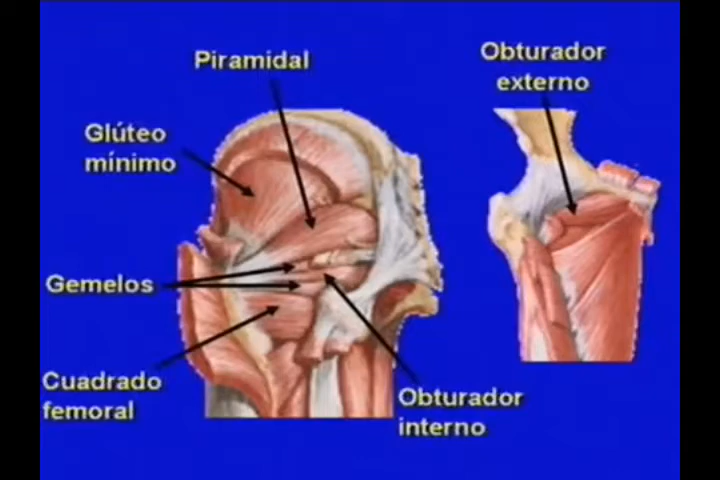 Piramidal
Obturador
externo
Glúteo
mínimo
Gemelos
Cuadrado
femoral
Obturador
interno